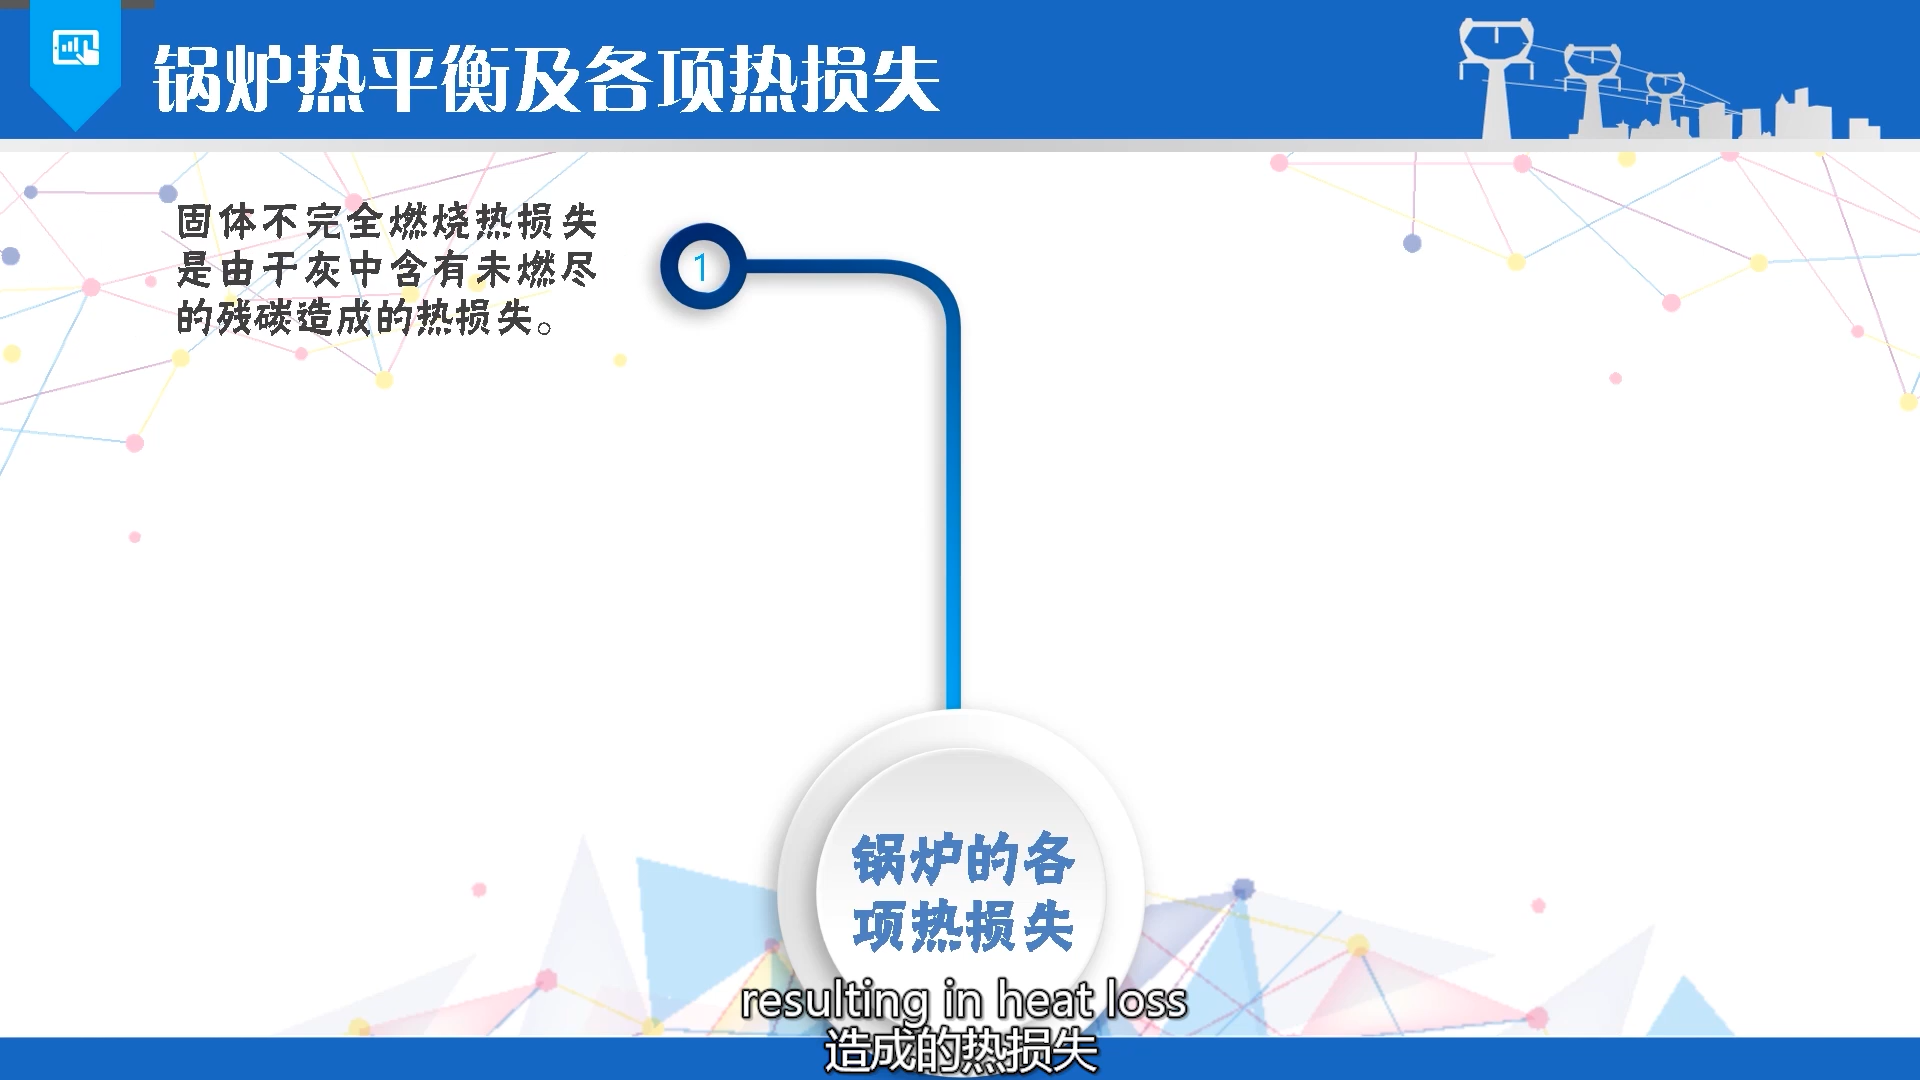 锅炉热平衡及各项热损失
固体不完全燃烧热损失
是由于灰中含有未燃尽
的残碳造成的热损失。
1
锅炉的各
项热损失
resulting in heat loss
造成的热损失